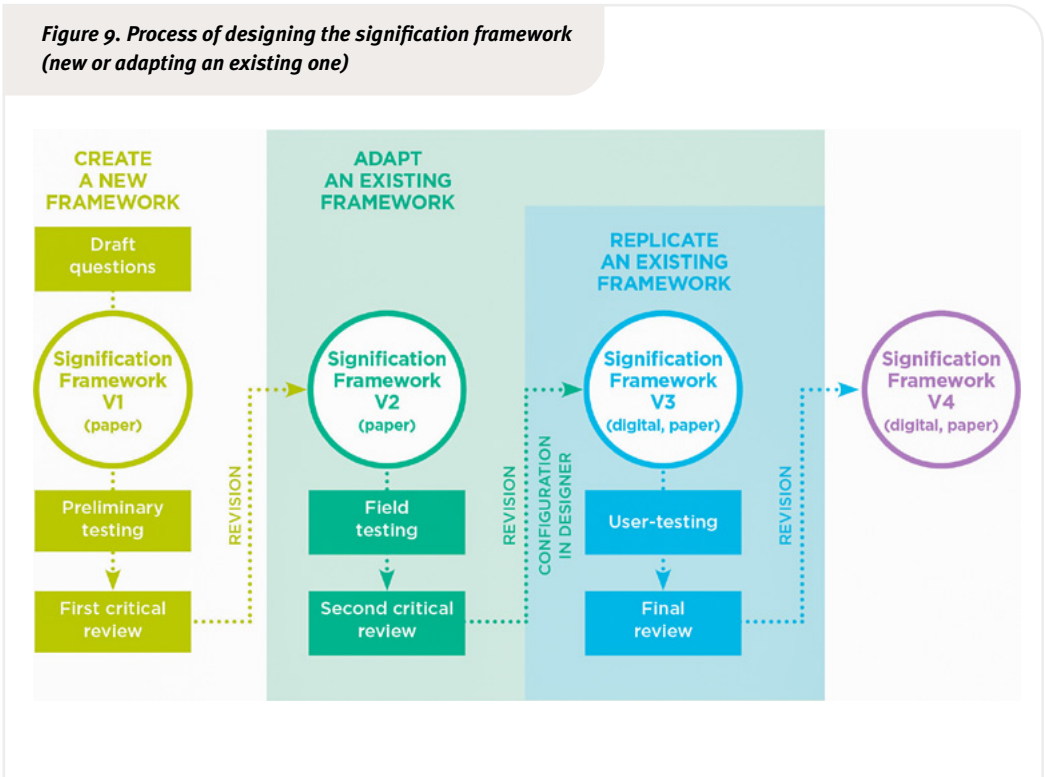 Figure 9. Process of designing the signification framework
(new or adapting an existing one)
CREATE
A NEW
FRAMEWORK
Draft
questions
Signification
Framework
V1
(paper)
Preliminary
testing
First critical
review
REVISION
ADAPT
AN EXISTING
FRAMEWORK
Signification
Framework
V2
(paper)
Field
testing
Second critical
review
REVISION
CONFIGURATION
IN DESIGNER
REPLICATE
AN EXISTING
FRAMEWORK
Signification
Framework
V3
(digital, paper)
User-testing
Final
review
REVISION
Signification
Framework
V4
(digital, paper)